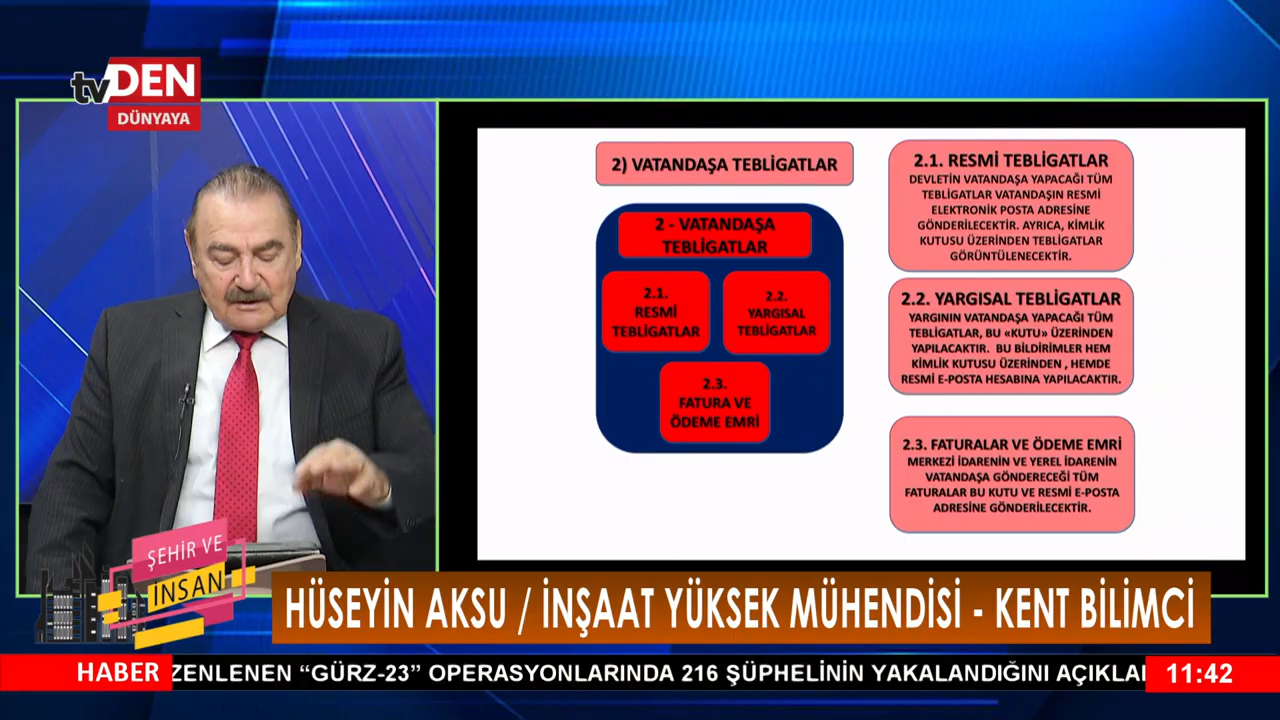 tvDEN
DÜNYAYA
2) VATANDAŞA TEBLİGATLAR
2 - VATANDAŞA
TEBLİGATLAR
2.1.
RESMİ
TEBLİGATLAR
2.2.
YARGISAL
TEBLİGATLAR
2.3.
FATURA VE
ÖDEME EMRİ
2.1. RESMİ TEBLİGATLAR
DEVLETİN VATANDAŞA YAPACAĞI TÜM
TEBLİGATLAR VATANDAŞIN RESMİ
ELEKTRONİK POSTA ADRESİNE
GÖNDERİLECEKTİR. AYRICA, KİMLİK
KUTUSU ÜZERİNDEN TEBLİGATLAR
GÖRÜNTÜLENECEKTİR.
2.2. YARGISAL TEBLİGATLAR
YARGININ VATANDAŞA YAPACAĞI TÜM
TEBLİGATLAR, BU «KUTU» ÜZERİNDEN
YAPILACAKTIR. BU BİLDİRİMLER HEM
KİMLİK KUTUSU ÜZERİNDEN , HEMDE
RESMİ E-POSTA HESABINA YAPILACAKTIR.
2.3. FATURALAR VE ÖDEME EMRİ
MERKEZİ İDARENİN VE YEREL İDARENİN
VATANDAŞA GÖNDERECEĞİ TÜM
FATURALAR BU KUTU VE RESMİ E-POSTA
ADRESİNE GÖNDERİLECEKTİR.
ŞEHİR VE
İNSAN
HÜSEYİN AKSU / İNŞAAT YÜKSEK MÜHENDİSİ - KENT BİLİMCİ
HABER ZENLENEN “GÜRZ-23” OPERASYONLARINDA 216 ŞÜPHELİNİN YAKALANDIĞINI AÇIKLAI 11:42